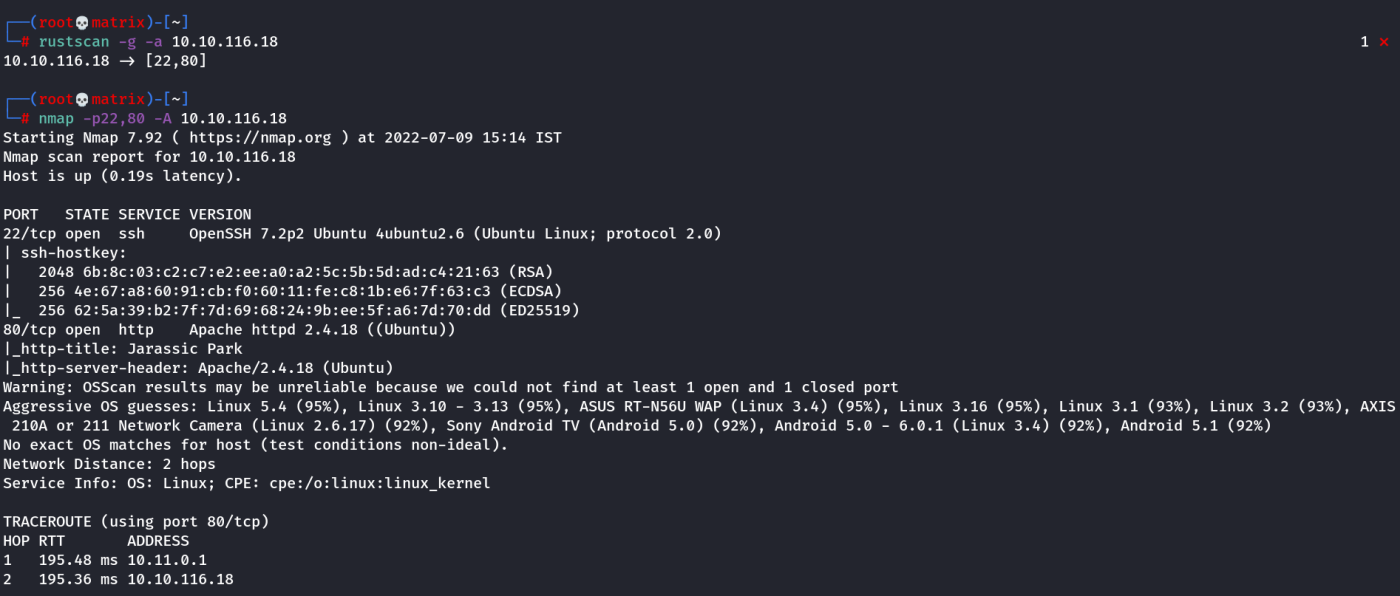 ┌──(root💀matrix)-[~]
└─# rustscan -g -a 10.10.116.18 1 ⨯
10.10.116.18 -> [22,80]
┌──(root💀matrix)-[~]
└─# nmap -p22,80 -A 10.10.116.18
Starting Nmap 7.92 ( https://nmap.org ) at 2022-07-09 15:14 IST
Nmap scan report for 10.10.116.18
Host is up (0.19s latency).
PORT   STATE SERVICE VERSION
22/tcp open  ssh     OpenSSH 7.2p2 Ubuntu 4ubuntu2.6 (Ubuntu Linux; protocol 2.0)
| ssh-hostkey:
|   2048 6b:8c:03:c2:c7:e2:ee:a0:a2:5c:5b:5d:ad:c4:21:63 (RSA)
|   256 4e:67:a8:60:91:cb:f0:60:11:fe:c8:1b:e6:7f:63:c3 (ECDSA)
|_  256 62:5a:39:b2:7f:7d:69:68:24:9b:ee:5f:a6:7d:70:dd (ED25519)
80/tcp open  http    Apache httpd 2.4.18 ((Ubuntu))
|_http-title: Jarassic Park
|_http-server-header: Apache/2.4.18 (Ubuntu)
Warning: OSScan results may be unreliable because we could not find at least 1 open and 1 closed port
Aggressive OS guesses: Linux 5.4 (95%), Linux 3.10 - 3.13 (95%), ASUS RT-N56U WAP (Linux 3.4) (95%), Linux 3.16 (95%), Linux 3.1 (93%), Linux 3.2 (93%), AXIS
210A or 211 Network Camera (Linux 2.6.17) (92%), Sony Android TV (Android 5.0) (92%), Android 5.0 - 6.0.1 (Linux 3.4) (92%), Android 5.1 (92%)
No exact OS matches for host (test conditions non-ideal).
Network Distance: 2 hops
Service Info: OS: Linux; CPE: cpe:/o:linux:linux_kernel
TRACEROUTE (using port 80/tcp)
HOP RTT       ADDRESS
1   195.48 ms 10.11.0.1
2   195.36 ms 10.10.116.18